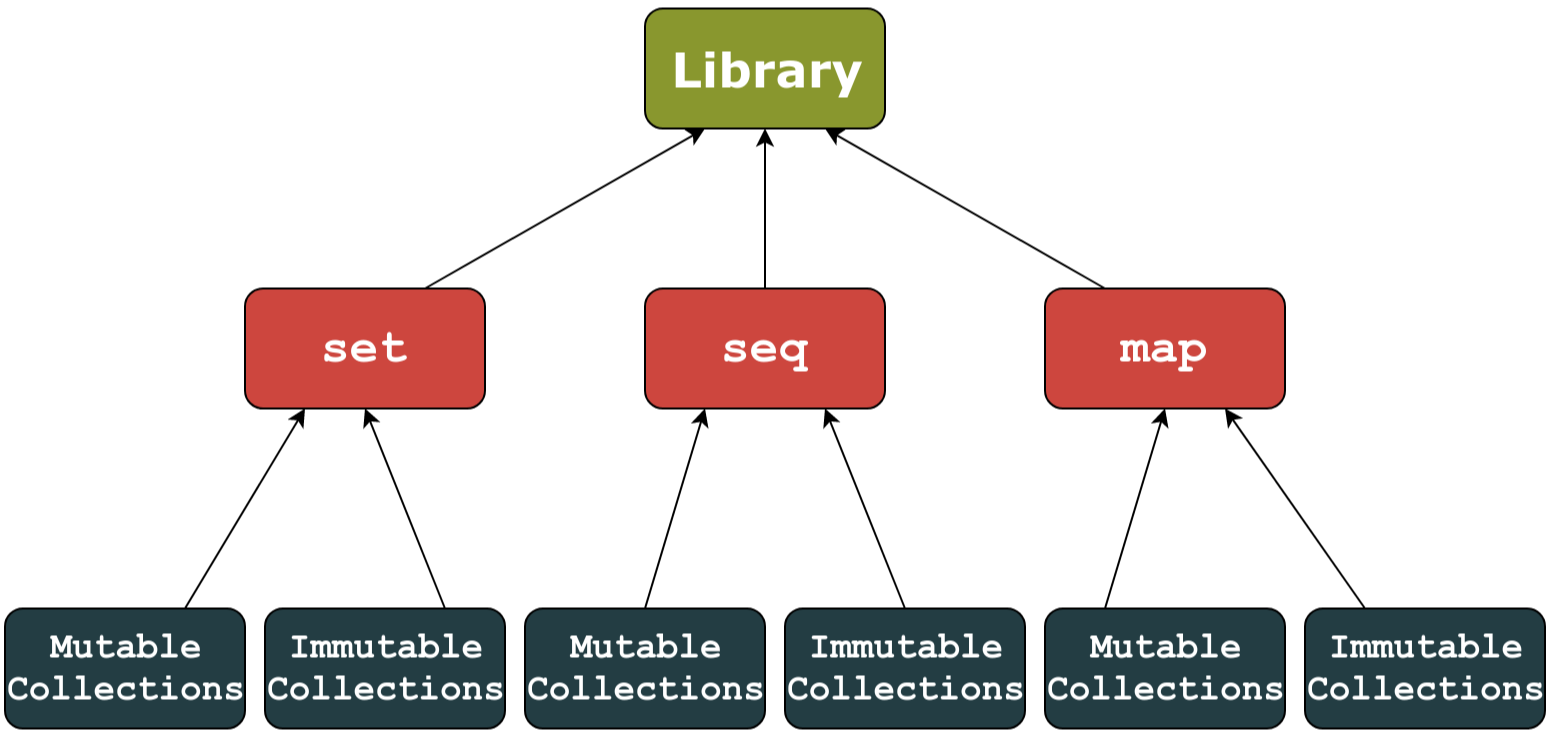 Library
set
seq
map
Mutable
Collections
Immutable
Collections
Mutable
Collections
Immutable
Collections
Mutable
Collections
Immutable
Collections